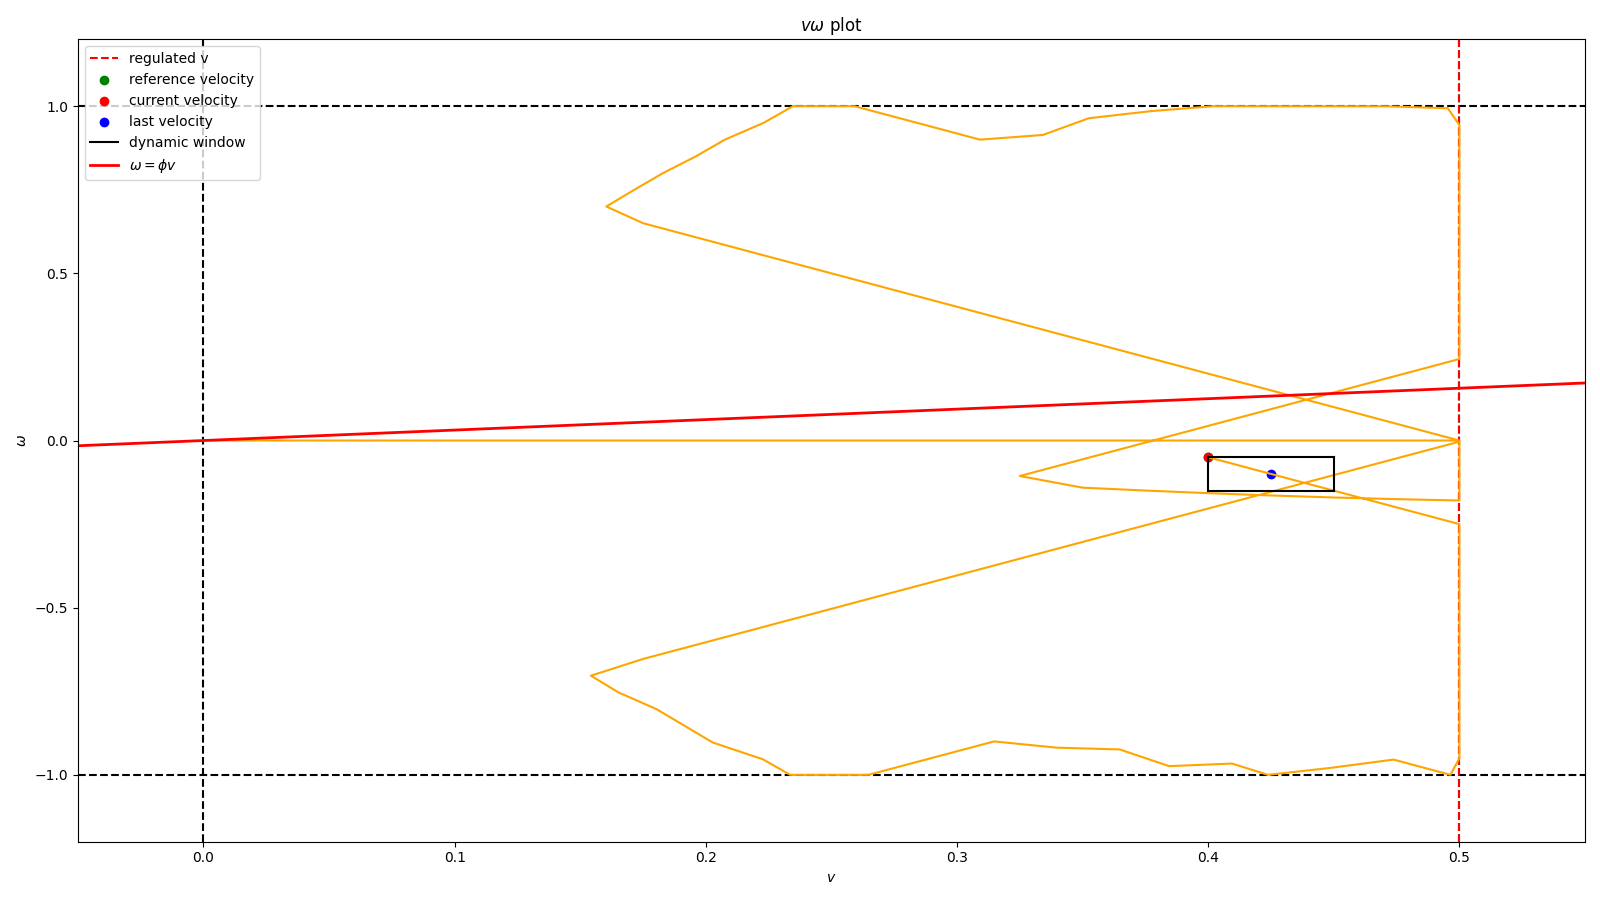 vω plot
regulated v
reference velocity
current velocity
last velocity
dynamic window
ω = ϕv
1.0
0.5
0.0
−0.5
−1.0
ω
0.0 0.1 0.2 0.3 0.4 0.5
v